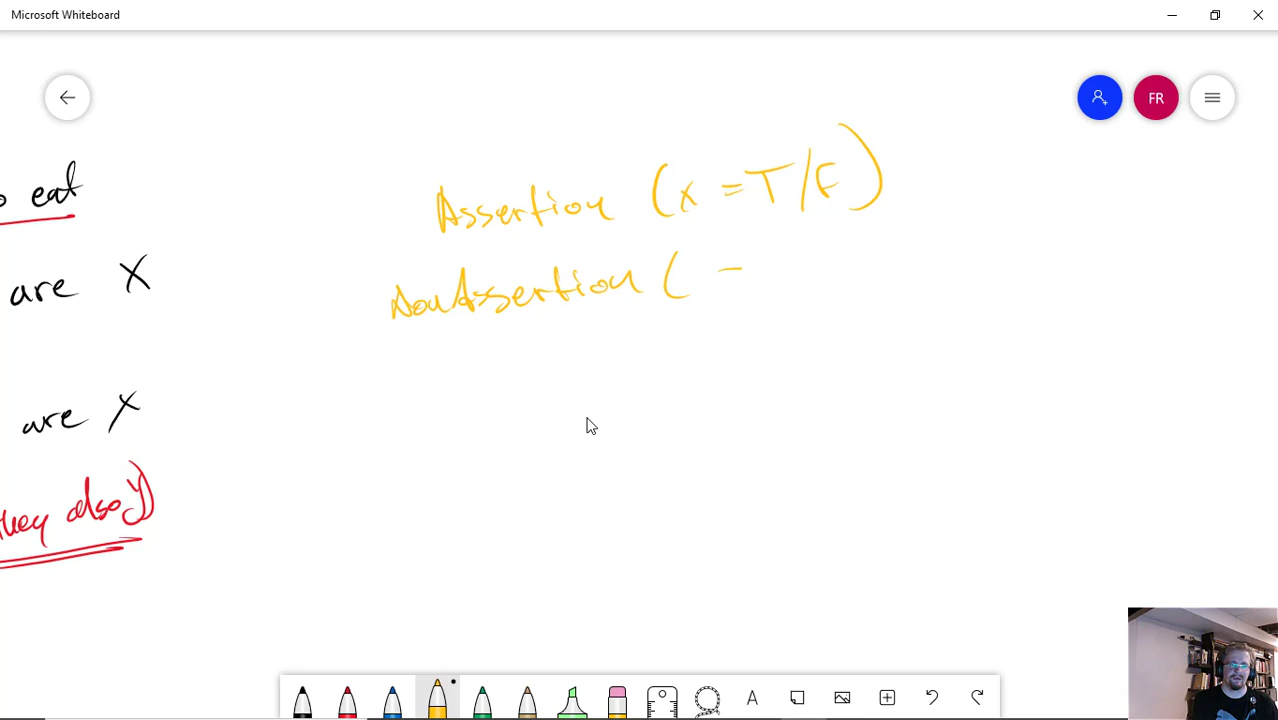 Microsoft Whiteboard
FR
o eat
are X
are X
they also y)
Assertion (x = T/F)
NonAssertion ( =
A